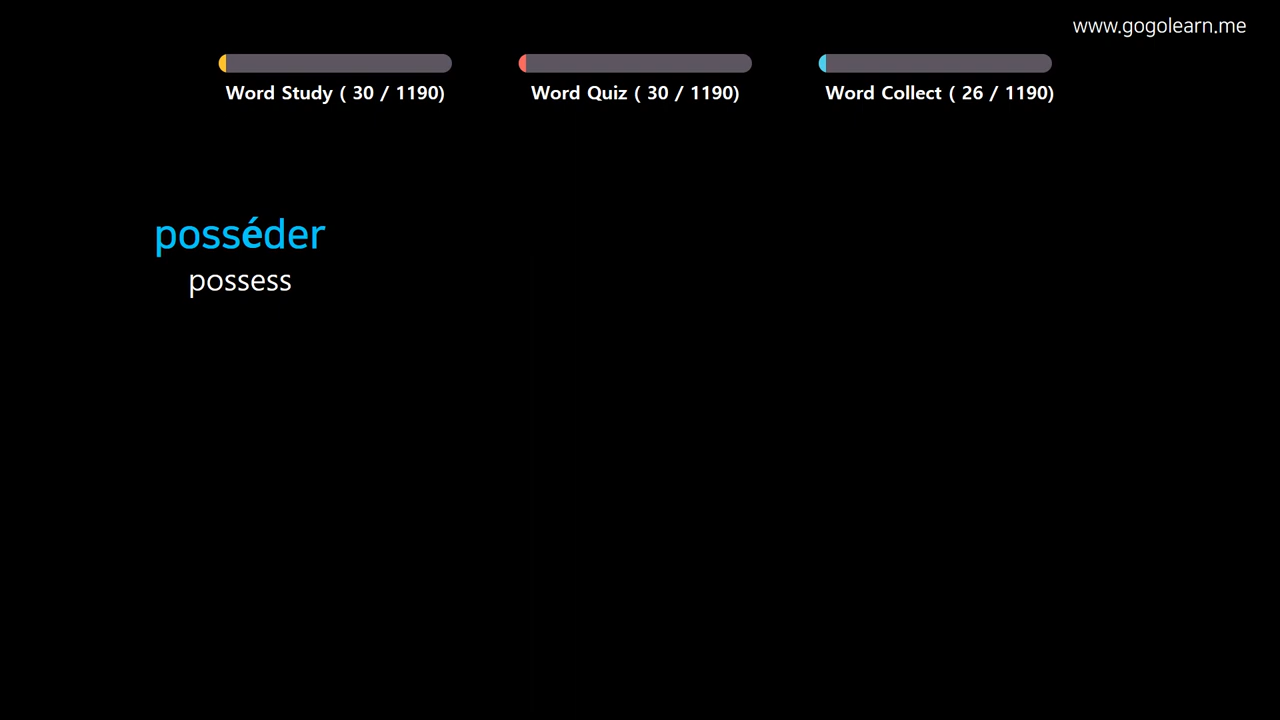 www.gogolearn.me
Word Study ( 30 / 1190)
Word Quiz ( 30 / 1190)
Word Collect ( 26 / 1190)
posséder
possess